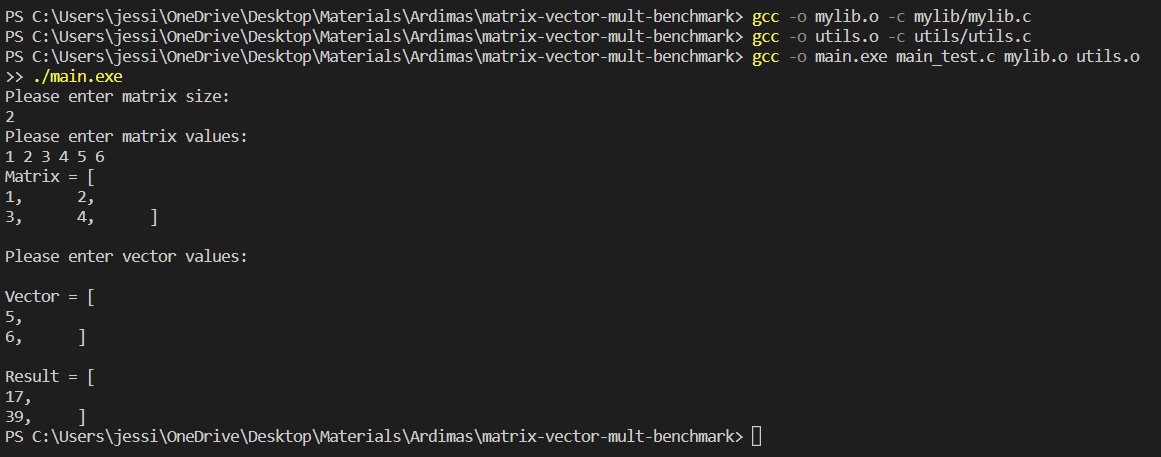 PS C:\Users\jessi\OneDrive\Desktop\Materials\Ardimas\matrix-vector-mult-benchmark> gcc -o mylib.o -c mylib/mylib.c
PS C:\Users\jessi\OneDrive\Desktop\Materials\Ardimas\matrix-vector-mult-benchmark> gcc -o utils.o -c utils/utils.c
PS C:\Users\jessi\OneDrive\Desktop\Materials\Ardimas\matrix-vector-mult-benchmark> gcc -o main.exe main_test.c mylib.o utils.o
>> ./main.exe
Please enter matrix size:
2
Please enter matrix values:
1 2 3 4 5 6
Matrix = [
1,      2,
3,      4,      ]
Please enter vector values:
Vector = [
5,
6,      ]
Result = [
17,
39,     ]
PS C:\Users\jessi\OneDrive\Desktop\Materials\Ardimas\matrix-vector-mult-benchmark>